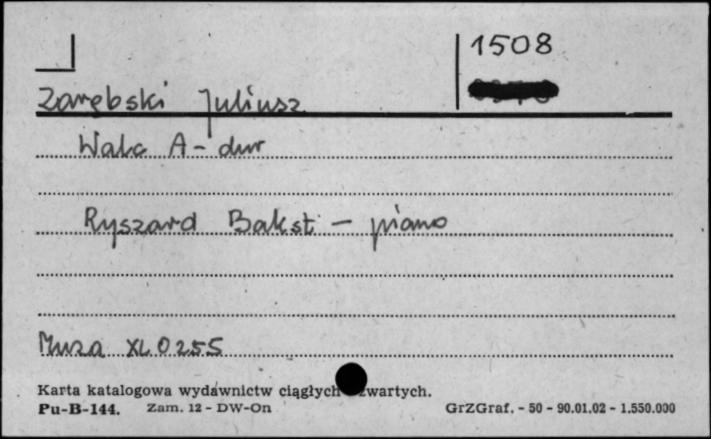 1508
Zarębski Juliusz
Walc A-dur
Ryszard Bakst - piano
Muza XL 0255
Karta katalogowa wydawnictw ciągłych zwartych.
Pu-B-144. Zam. 12 - DW-On GrZGraf. - 50 - 90.01.02 - 1.550.000